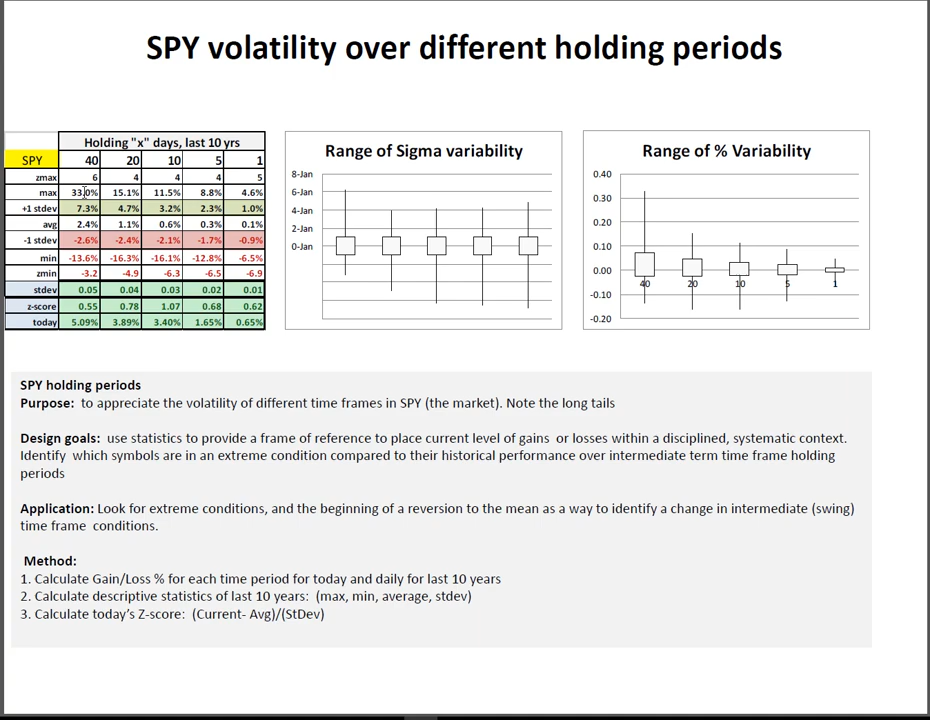 SPY volatility over different holding periods
Holding "x" days, last 10 yrs
SPY 40 20 10 5 1
zmax 6 4 4 4 5
max 33.0% 15.1% 11.5% 8.8% 4.6%
+1 stdev 7.3% 4.7% 3.2% 2.3% 1.0%
avg 2.4% 1.1% 0.6% 0.3% 0.1%
-1 stdev -2.6% -2.4% -2.1% -1.7% -0.9%
min -13.6% -16.3% -16.1% -12.8% -6.5%
zmin -3.2 -4.9 -6.3 -6.5 -6.9
stdev 0.05 0.04 0.03 0.02 0.01
z-score 0.55 0.78 1.07 0.68 0.62
today 5.09% 3.89% 3.40% 1.65% 0.65%
Range of Sigma variability
8-Jan
6-Jan
4-Jan
2-Jan
0-Jan
Range of % Variability
0.40
0.30
0.20
0.10
0.00
40 20 10 5 1
-0.10
-0.20
SPY holding periods
Purpose: to appreciate the volatility of different time frames in SPY (the market). Note the long tails
Design goals: use statistics to provide a frame of reference to place current level of gains or losses within a disciplined, systematic context.
Identify which symbols are in an extreme condition compared to their historical performance over intermediate term time frame holding
periods
Application: Look for extreme conditions, and the beginning of a reversion to the mean as a way to identify a change in intermediate (swing)
time frame conditions.
Method:
1. Calculate Gain/Loss % for each time period for today and daily for last 10 years
2. Calculate descriptive statistics of last 10 years: (max, min, average, stdev)
3. Calculate today's Z-score: (Current- Avg)/(StDev)